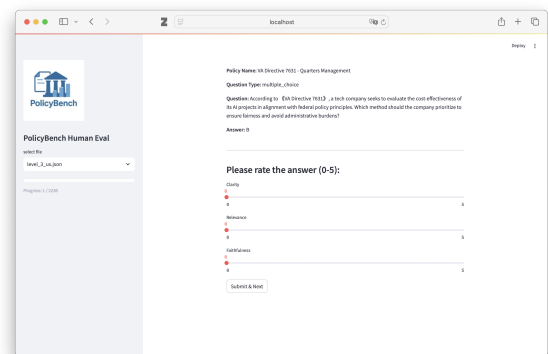 localhost
Deploy
PolicyBench
PolicyBench Human Eval
select file
level_3_us.json
Progress: 1 / 2236
Policy Name: VA Directive 7631 - Quarters Management
Question Type: multiple_choice
Question: According to 《VA Directive 7631》, a tech company seeks to evaluate the cost-effectiveness of
its AI projects in alignment with federal policy principles. Which method should the company prioritize to
ensure fairness and avoid administrative burdens?
Answer: B
Please rate the answer (0-5):
Clarity
0
0 5
Relevance
0
0 5
Faithfulness
0
0 5
Submit & Next